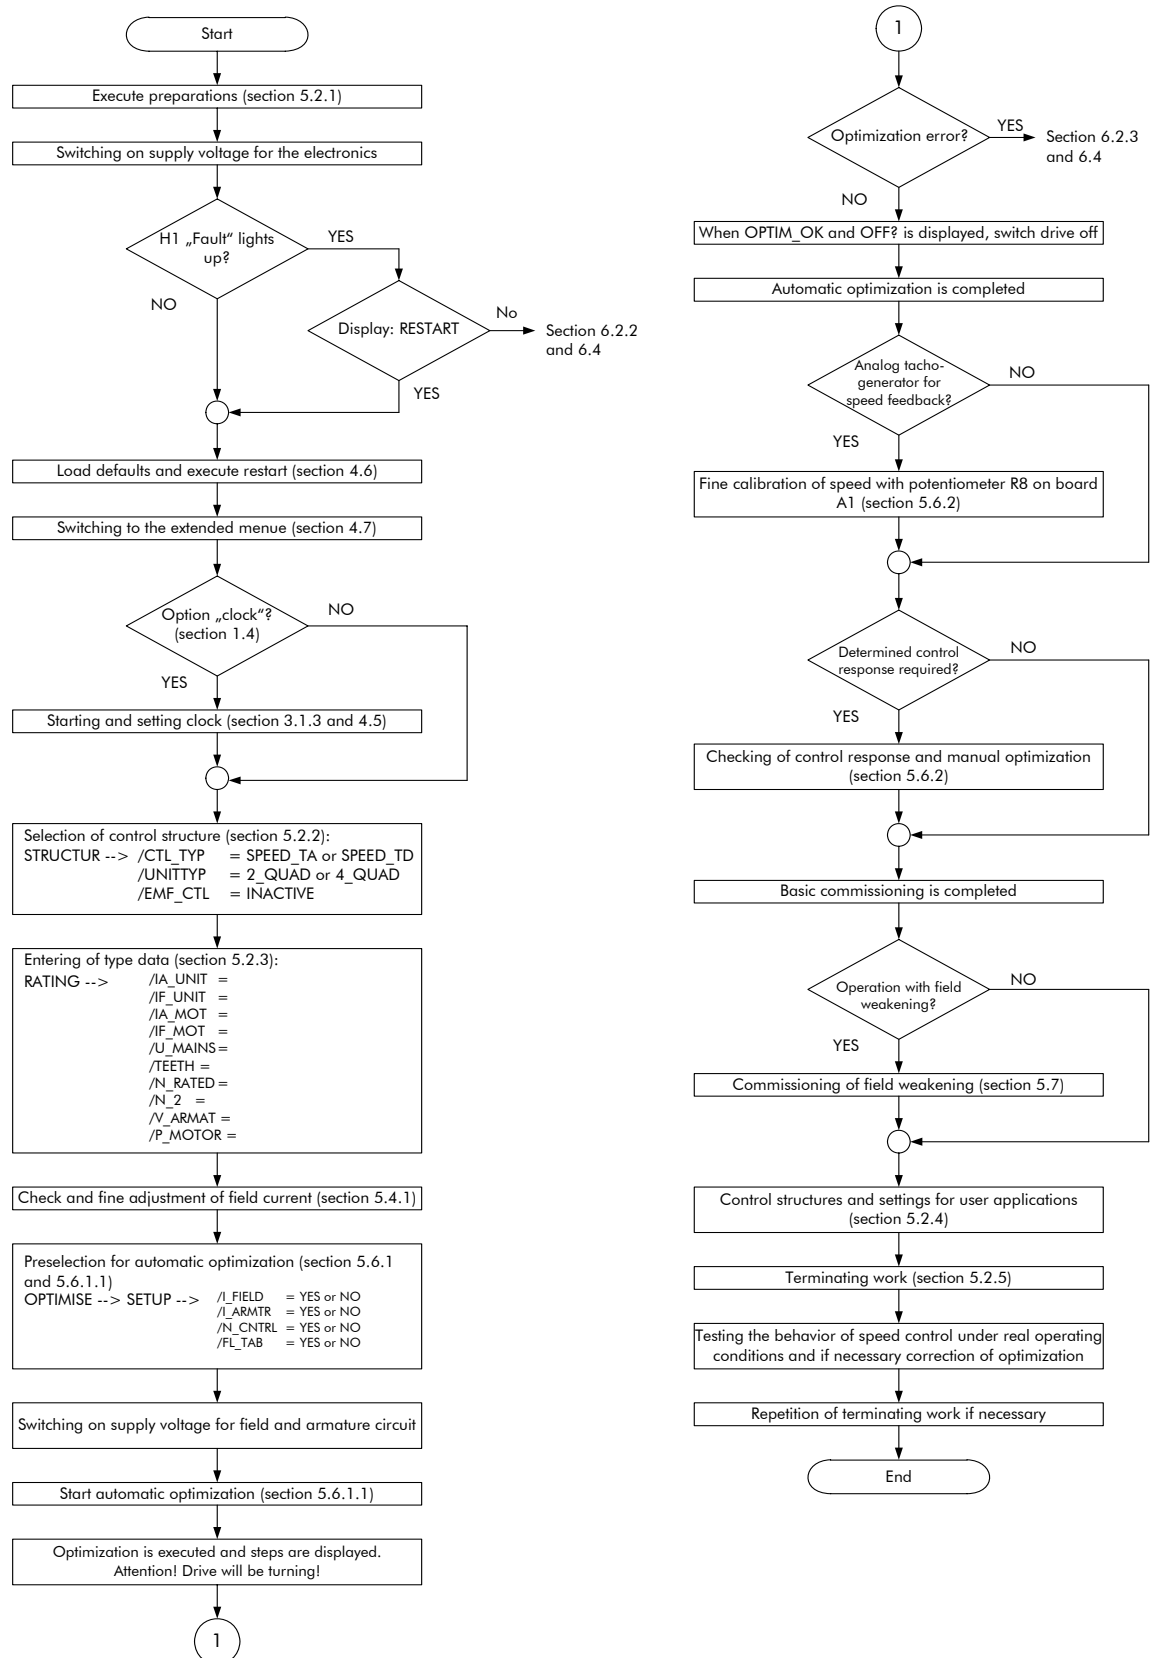 Start
Execute preparations (section 5.2.1)
Switching on supply voltage for the electronics
H1 „Fault“ lights
up?
YES
NO
Display: RESTART
No
Section 6.2.2
and 6.4
YES
Load defaults and execute restart (section 4.6)
Switching to the extended menue (section 4.7)
Option „clock“?
(section 1.4)
NO
YES
Starting and setting clock (section 3.1.3 and 4.5)
Selection of control structure (section 5.2.2):
STRUCTUR --> /CTL_TYP = SPEED_TA or SPEED_TD
/UNITTYP = 2_QUAD or 4_QUAD
/EMF_CTL = INACTIVE
Entering of type data (section 5.2.3):
RATING --> /IA_UNIT =
/IF_UNIT =
/IA_MOT =
/IF_MOT =
/U_MAINS=
/TEETH =
/N_RATED=
/N_2 =
/V_ARMAT =
/P_MOTOR =
Check and fine adjustment of field current (section 5.4.1)
Preselection for automatic optimization (section 5.6.1
and 5.6.1.1)
OPTIMISE --> SETUP --> /I_FIELD = YES or NO
/I_ARMTR = YES or NO
/N_CNTRL = YES or NO
/FL_TAB = YES or NO
Switching on supply voltage for field and armature circuit
Start automatic optimization (section 5.6.1.1)
Optimization is executed and steps are displayed.
Attention! Drive will be turning!
1
1
Optimization error?
YES
Section 6.2.3
and 6.4
NO
When OPTIM_OK and OFF? is displayed, switch drive off
Automatic optimization is completed
Analog tacho-
generator for
speed feedback?
NO
YES
Fine calibration of speed with potentiometer R8 on board
A1 (section 5.6.2)
Determined control
response required?
NO
YES
Checking of control response and manual optimization
(section 5.6.2)
Basic commissioning is completed
Operation with field
weakening?
NO
YES
Commissioning of field weakening (section 5.7)
Control structures and settings for user applications
(section 5.2.4)
Terminating work (section 5.2.5)
Testing the behavior of speed control under real operating
conditions and if necessary correction of optimization
Repetition of terminating work if necessary
End